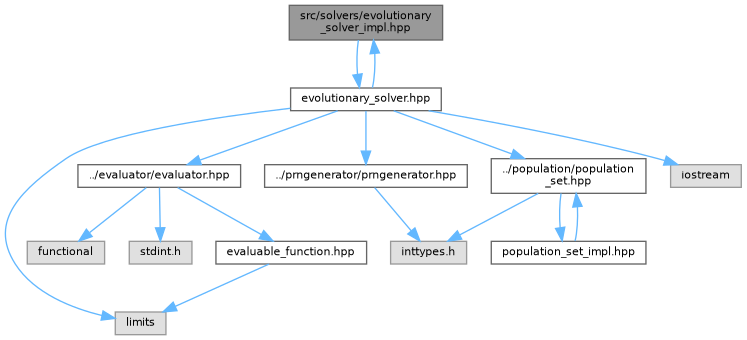 src/solvers/evolutionary
_solver_impl.hpp
evolutionary_solver.hpp
../evaluator/evaluator.hpp
../prngenerator/prngenerator.hpp
../population/population
_set.hpp
iostream
functional
stdint.h
evaluable_function.hpp
inttypes.h
population_set_impl.hpp
limits